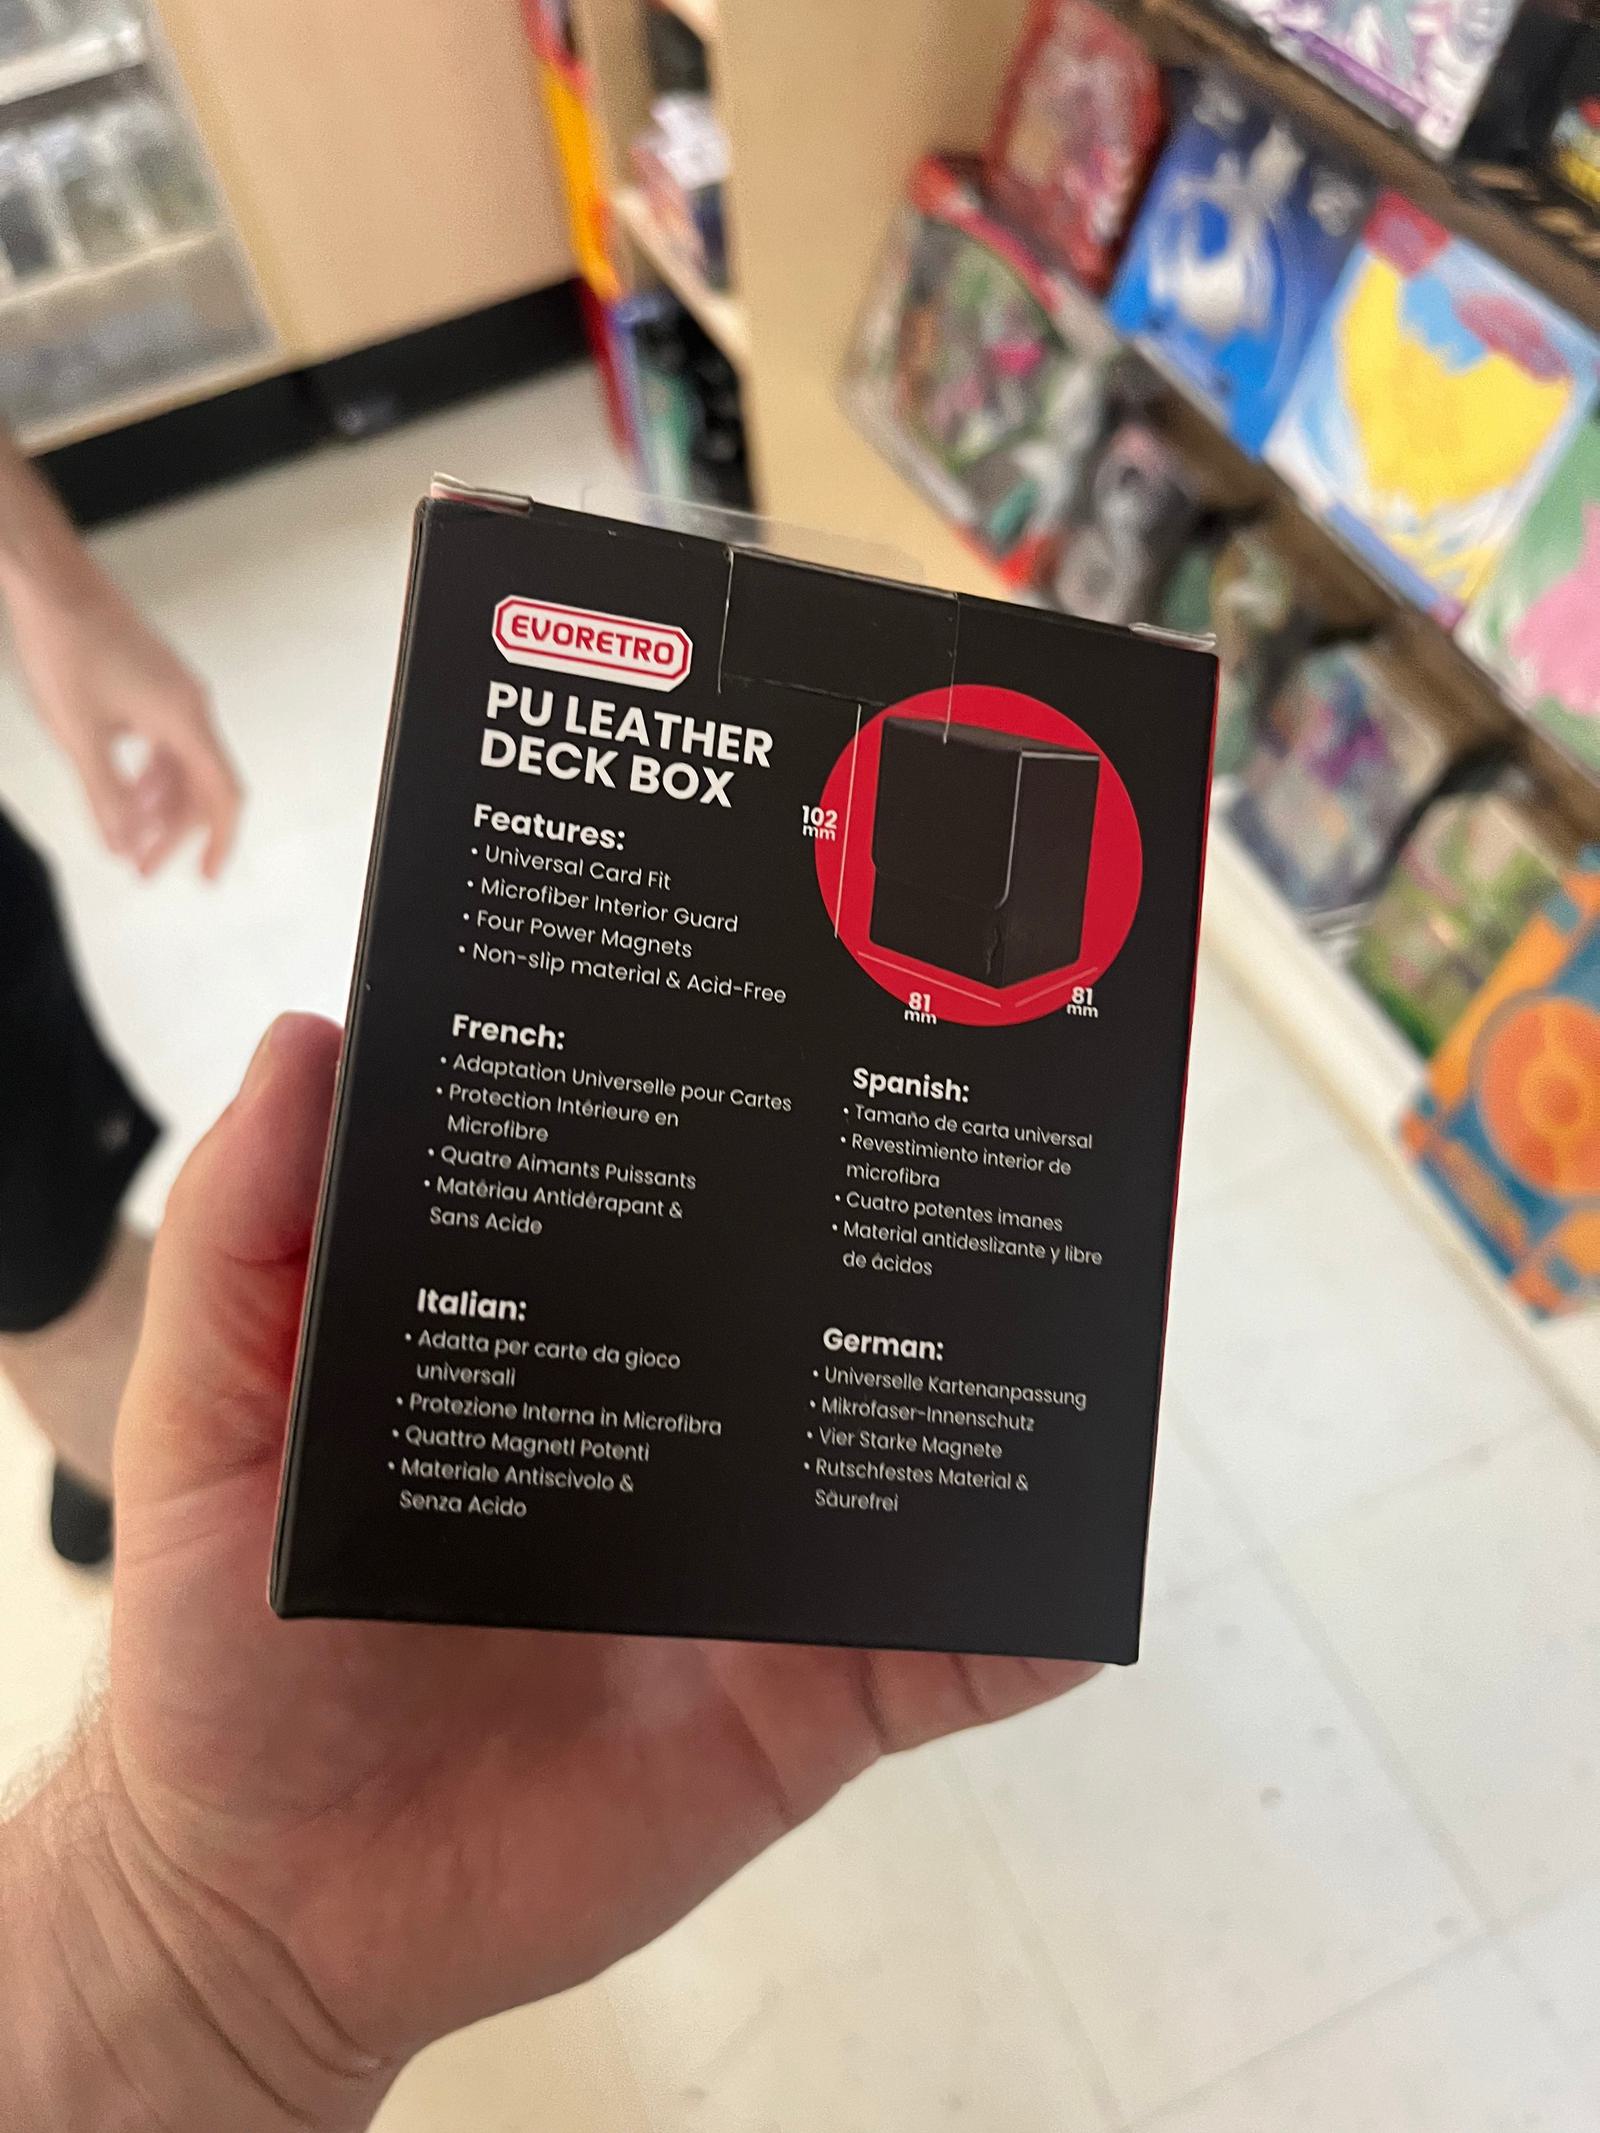 EVORETRO
PU LEATHER
DECK BOX
Features:
• Universal Card Fit
• Microfiber Interior Guard
• Four Power Magnets
• Non-slip material & Acid-Free
102
mm
81
mm
81
mm
French:
• Adaptation Universelle pour Cartes
• Protection Intérieure en
Microfibre
• Quatre Aimants Puissants
• Matériau Antidérapant &
Sans Acide
Spanish:
• Tamaño de carta universal
• Revestimiento interior de
microfibra
• Cuatro potentes imanes
• Material antideslizante y libre
de ácidos
Italian:
• Adatta per carte da gioco
universali
• Protezione Interna in Microfibra
• Quattro Magneti Potenti
• Materiale Antiscivolo &
Senza Acido
German:
• Universelle Kartenanpassung
• Mikrofaser-Innenschutz
• Vier Starke Magnete
• Rutschfestes Material &
Säurefrei